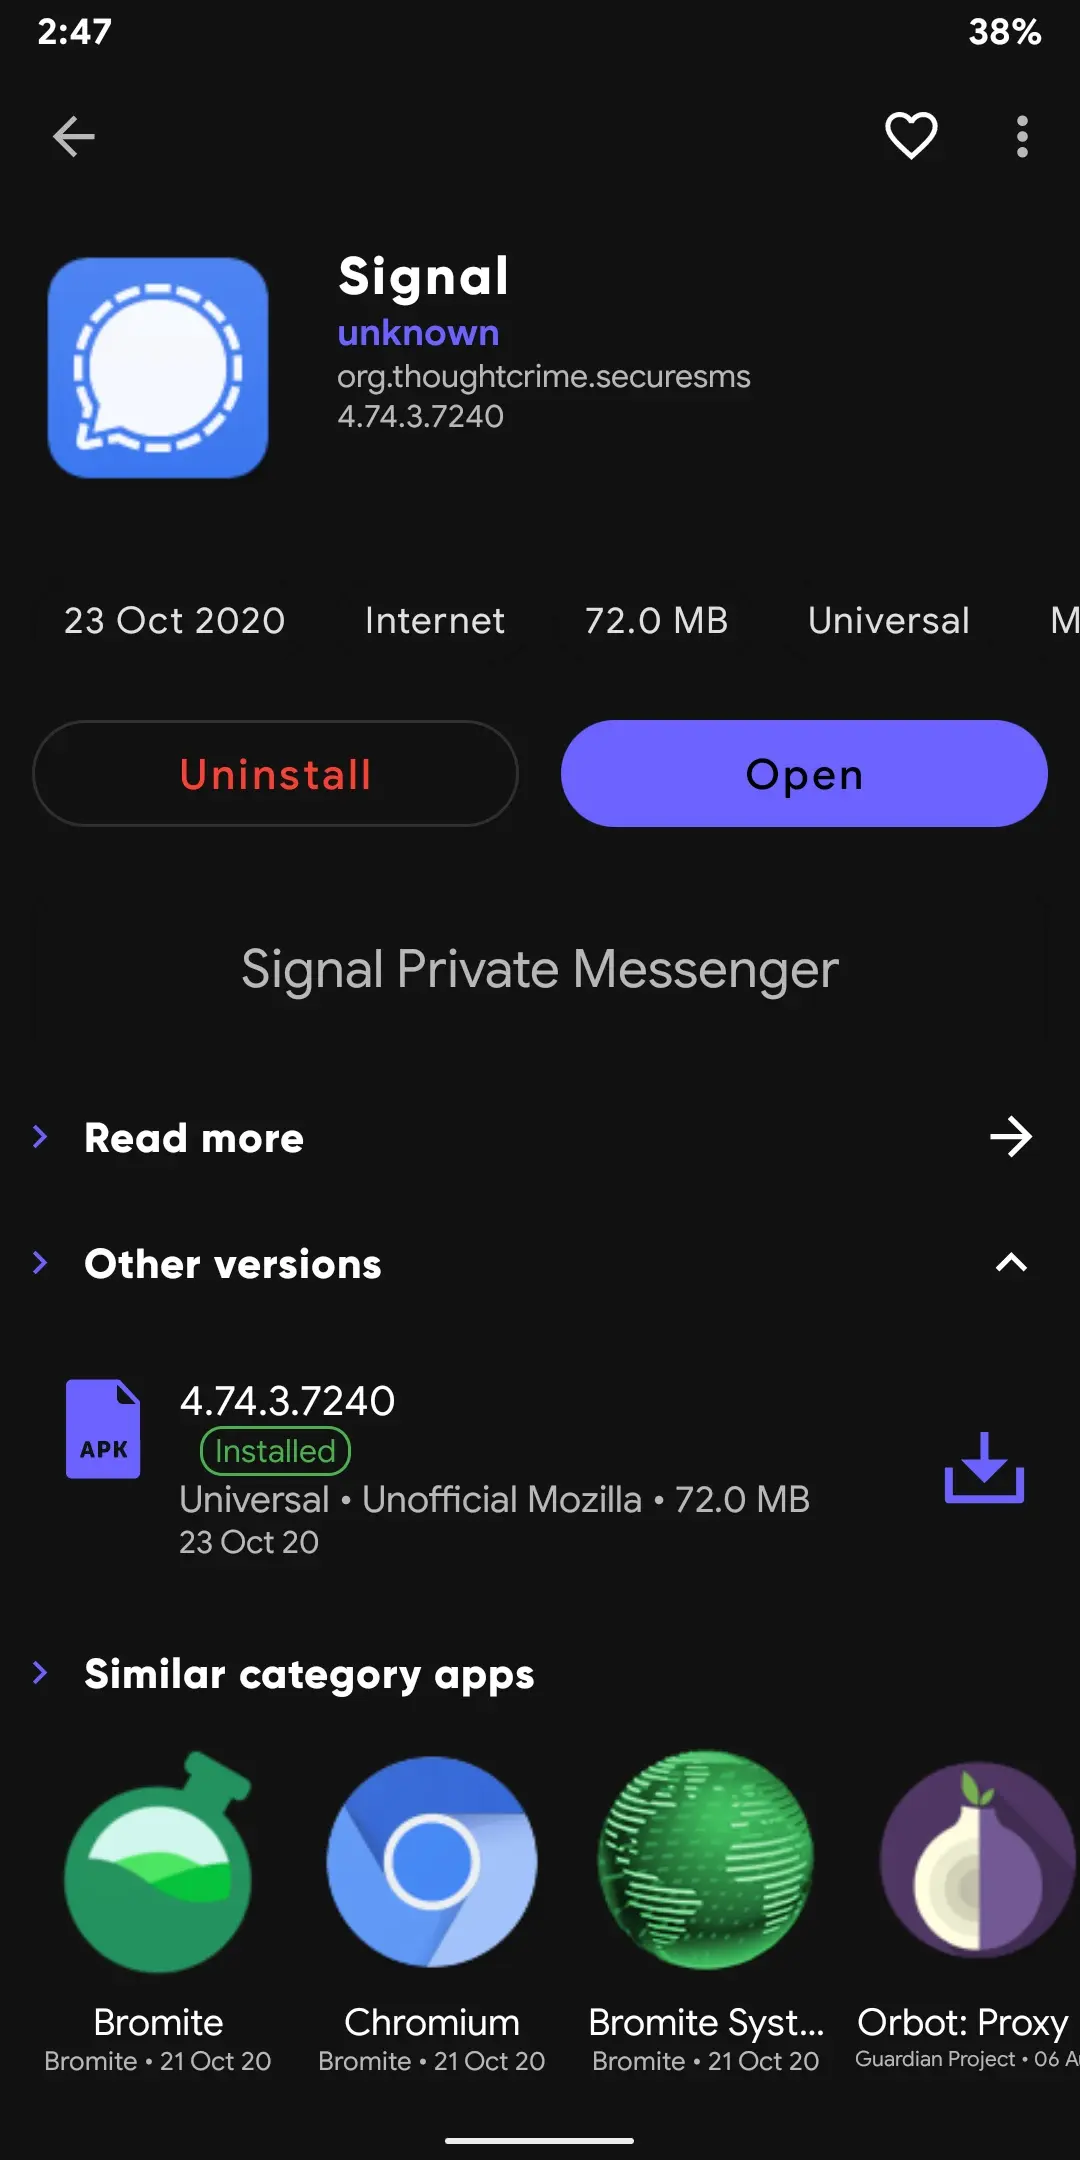 2:47
38%
Signal
unknown
org.thoughtcrime.securesms
4.74.3.7240
23 Oct 2020
Internet
72.0 MB
Universal
M
Uninstall
Open
Signal Private Messenger
Read more
Other versions
4.74.3.7240
APK
Installed
Universal • Unofficial Mozilla • 72.0 MB
23 Oct 20
Similar category apps
Bromite
Chromium
Bromite Syst...
Orbot: Proxy
Bromite • 21 Oct 20
Bromite • 21 Oct 20
Bromite • 21 Oct 20
Guardian Project • 06 A